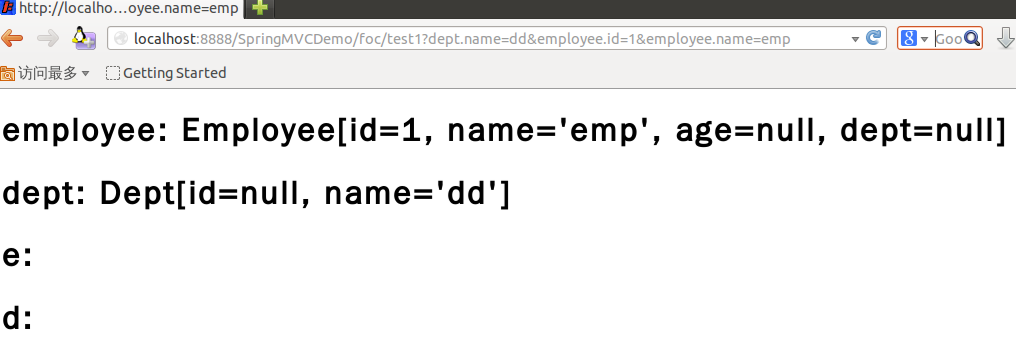 http://localho...oyee.name=emp
localhost:8888/SpringMVCDemo/foc/test1?dept.name=dd&employee.id=1&employee.name=emp
8 Goo
访问最多 Getting Started
employee: Employee[id=1, name='emp', age=null, dept=null]
dept: Dept[id=null, name='dd']
e:
d: